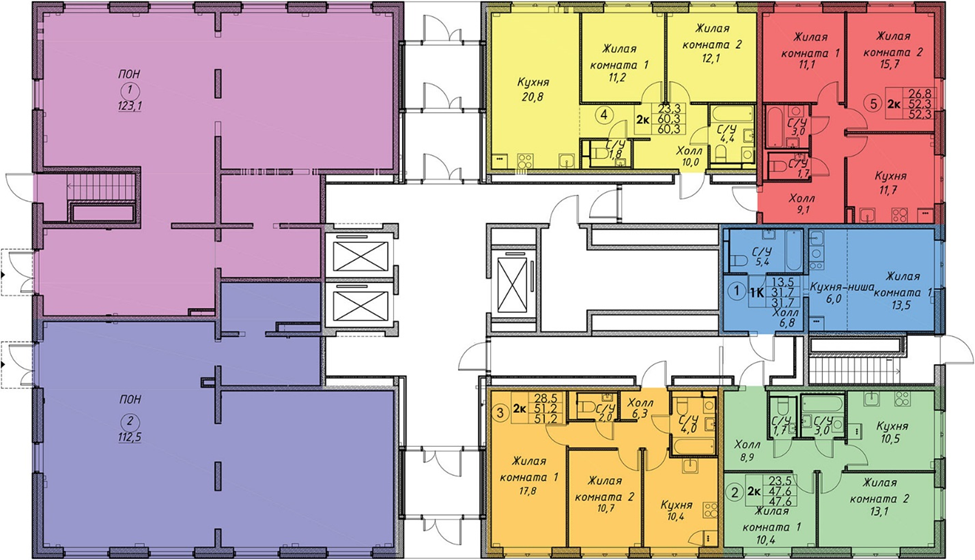 ПОН
1
123,1
ПОН
2
112,5
Кухня
20,8
Жилая
комната 1
11,2
Жилая
комната 2
12,1
4
2к
23,3
60,3
60,3
С/У
1,8
С/У
4,4
Холл
10,0
Жилая
комната 1
11,1
Жилая
комната 2
15,7
5
2к
26,8
52,3
52,3
С/У
3,0
С/У
1,7
Холл
9,1
Кухня
11,7
С/У
5,4
1
1К
13,5
31,7
31,7
Холл
6,8
Кухня-ниша
6,0
Жилая
комната 1
13,5
3
2к
28,5
51,2
51,2
С/У
2,0
Холл
6,3
С/У
4,0
Жилая
комната 1
17,8
Жилая
комната 2
10,7
Кухня
10,4
С/У
1,7
С/У
3,0
Кухня
10,5
Холл
8,9
2
2к
23,5
47,6
47,6
Жилая
комната 1
10,4
Жилая
комната 2
13,1